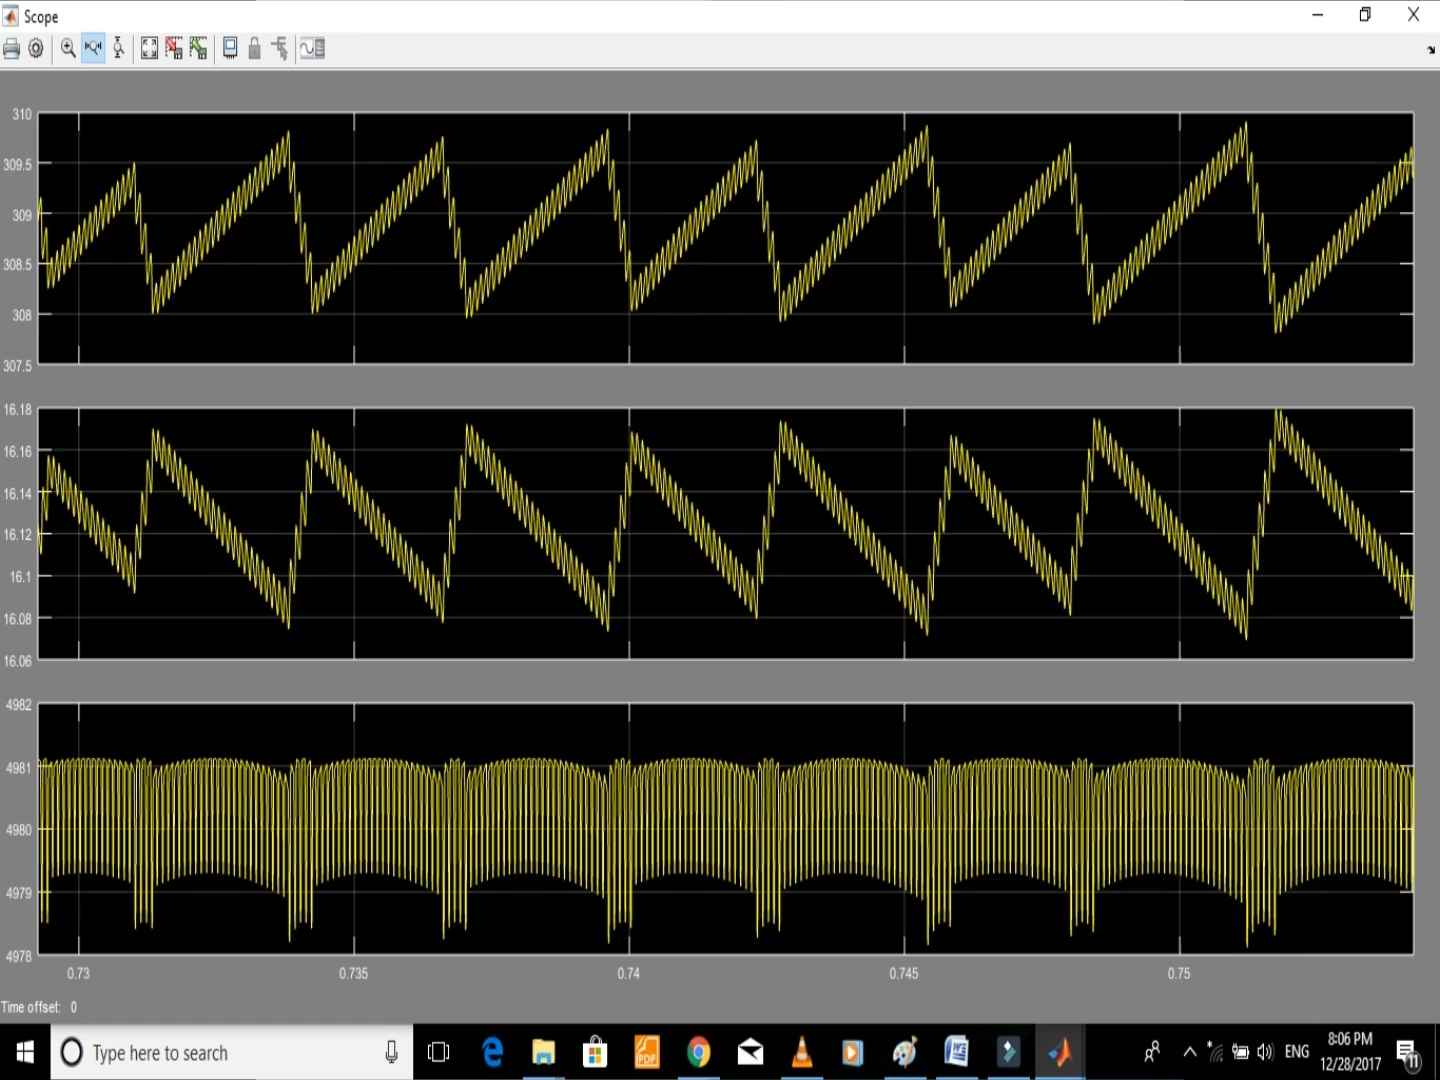 Scope
310
309.5
309
308.5
308
307.5
16.18
16.16
16.14
16.12
16.1
16.08
16.06
4982
4981
4980
4979
4978
0.73 0.735 0.74 0.745 0.75
Time offset: 0
Type here to search
PDF
ENG
8:06 PM
12/28/2017
11